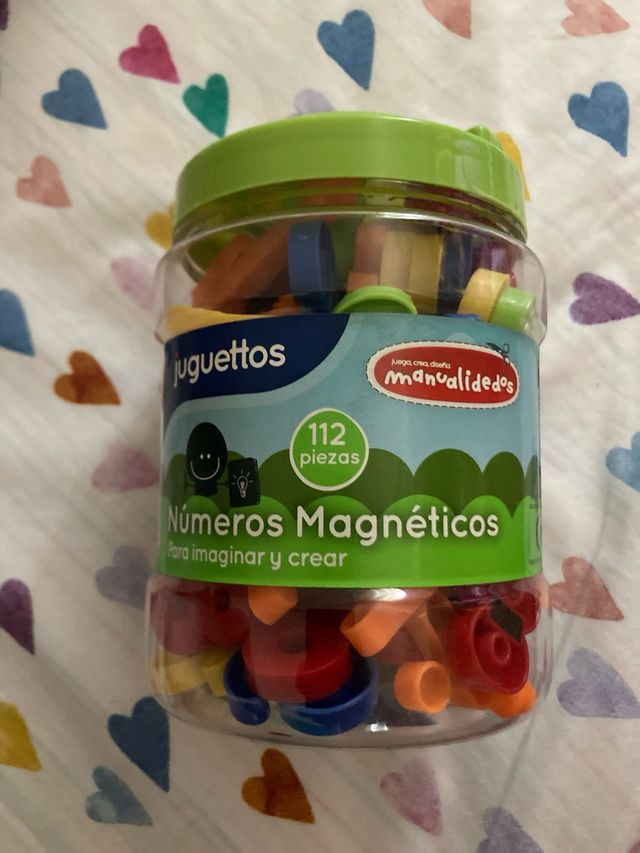 juguettos
juega, crea, diseña
manualidedos
112
piezas
Números Magnéticos
Para imaginar y crear